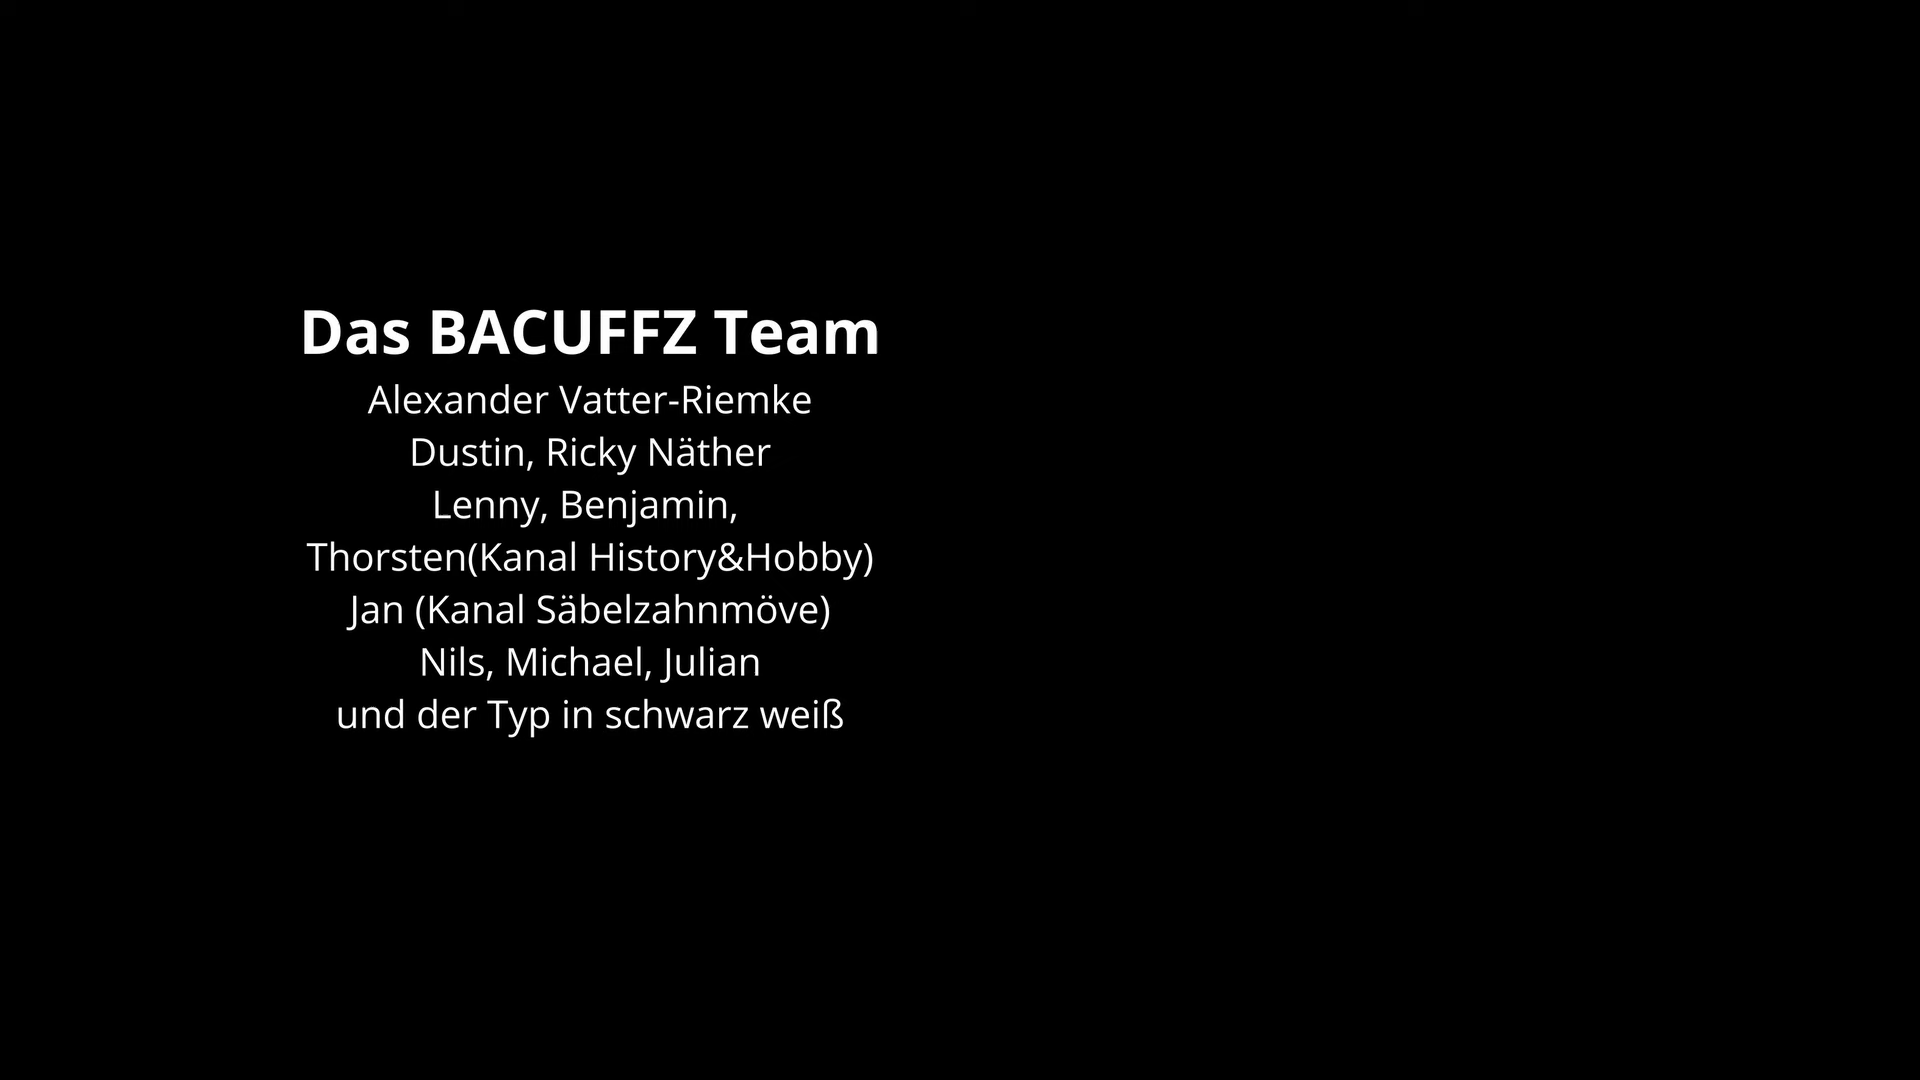 Das BACUFFZ Team
Alexander Vatter-Riemke
Dustin, Ricky Näther
Lenny, Benjamin,
Thorsten(Kanal History&Hobby)
Jan (Kanal Säbelzahnmöve)
Nils, Michael, Julian
und der Typ in schwarz weiß